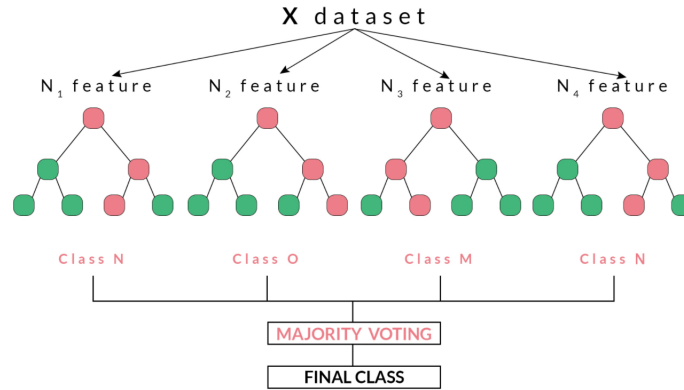 X dataset
N₁ feature
N₂ feature
N₃ feature
N₄ feature
Class N
Class O
Class M
Class N
MAJORITY VOTING
FINAL CLASS